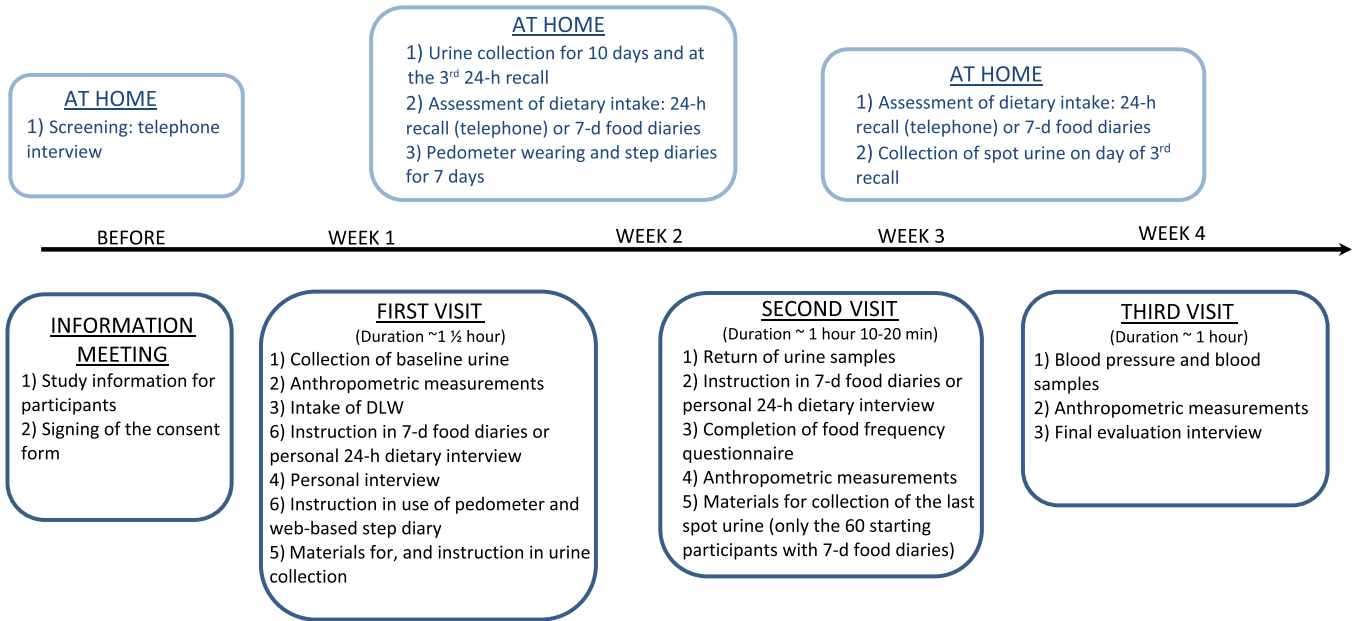 AT HOME
1) Screening: telephone
interview
AT HOME
1) Urine collection for 10 days and at
the 3rd 24-h recall
2) Assessment of dietary intake: 24-h
recall (telephone) or 7-d food diaries
3) Pedometer wearing and step diaries
for 7 days
AT HOME
1) Assessment of dietary intake: 24-h
recall (telephone) or 7-d food diaries
2) Collection of spot urine on day of 3rd
recall
BEFORE
WEEK 1
WEEK 2
WEEK 3
WEEK 4
INFORMATION
MEETING
1) Study information for
participants
2) Signing of the consent
form
FIRST VISIT
(Duration ~1 ½ hour)
1) Collection of baseline urine
2) Anthropometric measurements
3) Intake of DLW
6) Instruction in 7-d food diaries or
personal 24-h dietary interview
4) Personal interview
6) Instruction in use of pedometer and
web-based step diary
5) Materials for, and instruction in urine
collection
SECOND VISIT
(Duration ~ 1 hour 10-20 min)
1) Return of urine samples
2) Instruction in 7-d food diaries or
personal 24-h dietary interview
3) Completion of food frequency
questionnaire
4) Anthropometric measurements
5) Materials for collection of the last
spot urine (only the 60 starting
participants with 7-d food diaries)
THIRD VISIT
(Duration ~ 1 hour)
1) Blood pressure and blood
samples
2) Anthropometric measurements
3) Final evaluation interview